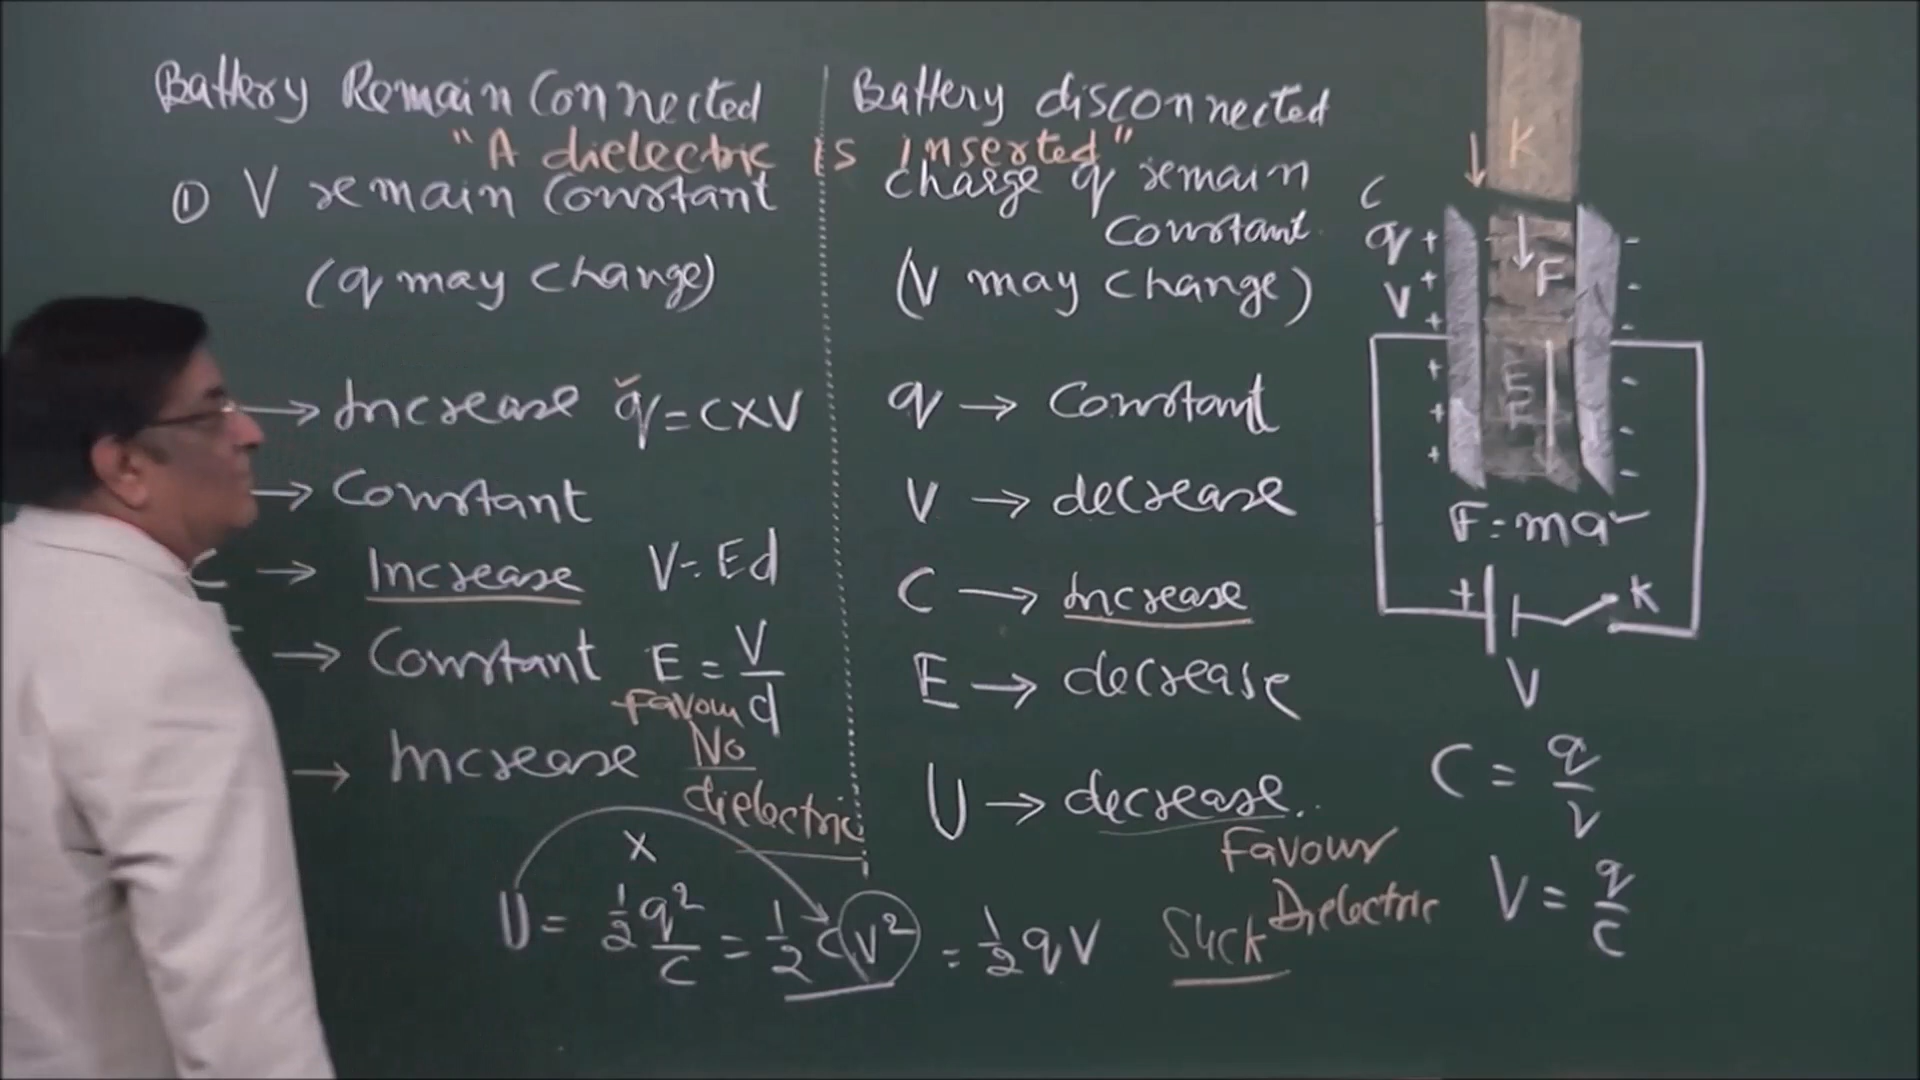 Battery Remain Connected
Battery disconnected
"A dielectric is inserted"
① V remain Constant
charge q remain
Constant
(q may change)
(V may change)
→ Increase q = C X V
→ Constant
C → Increase V = Ed
→ Constant E = V/d
→ Increase
Favour
No
dielectric
q → Constant
V → decrease
C → Increase
E → decrease
U → decrease.
Favour
Dielectric
Suck
X
U = 1/2 q²/C = 1/2 CV² = 1/2 qV
K
C
q + -
V + -
+ -
+ -
+ -
+ -
F
E
F = ma
+ K
V
C = q/V
V = q/C